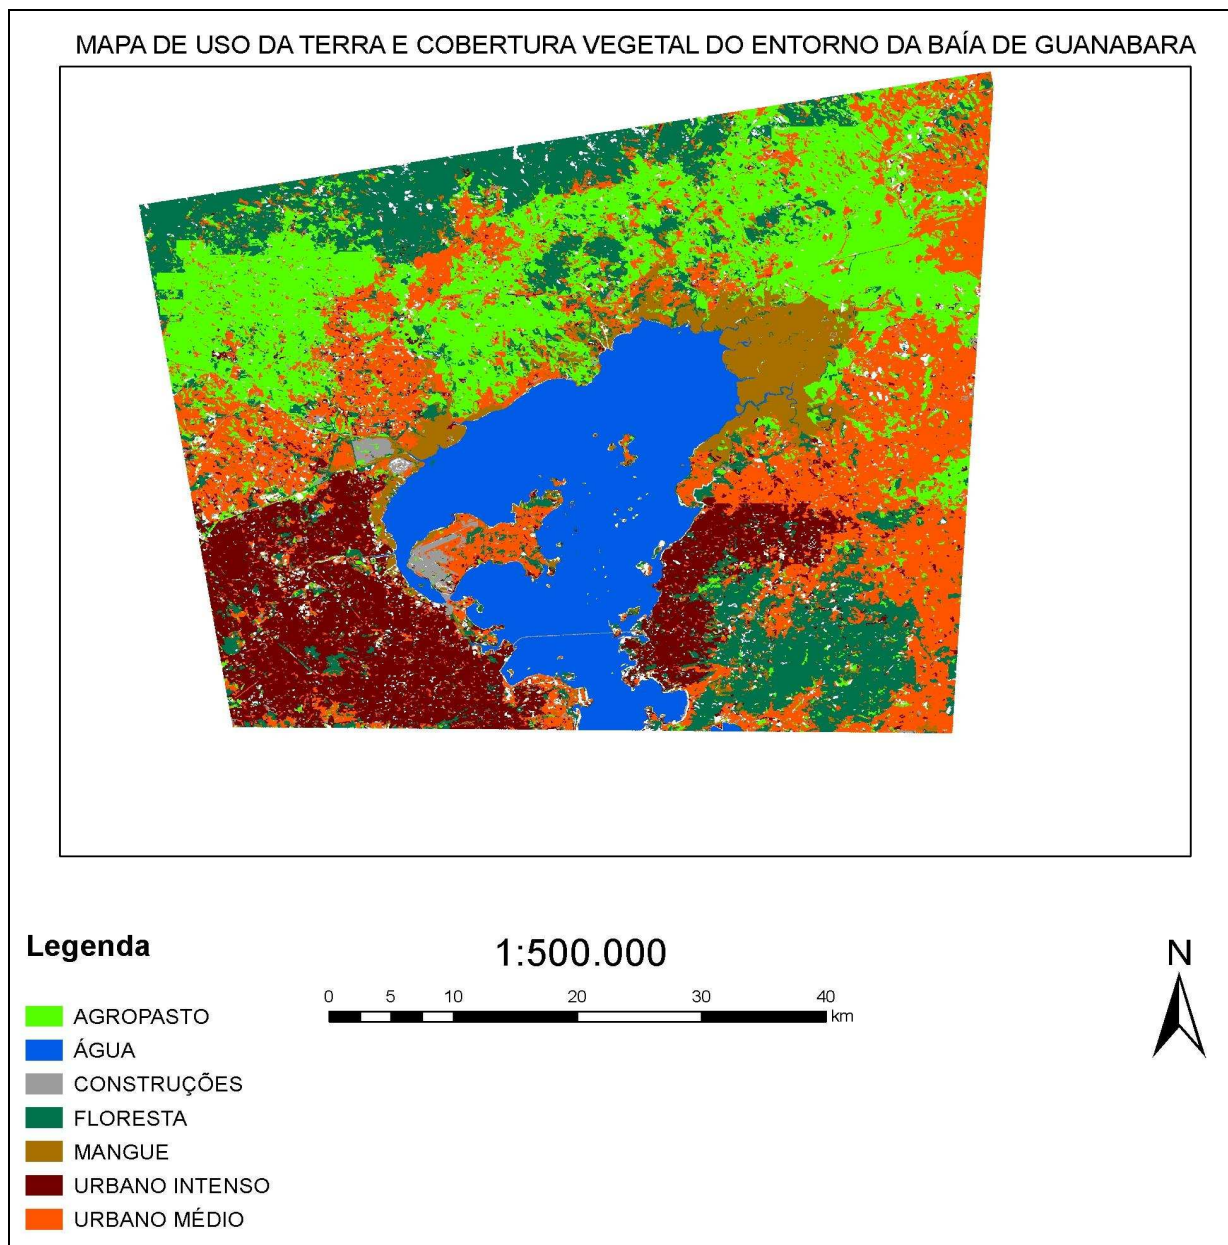 MAPA DE USO DA TERRA E COBERTURA VEGETAL DO ENTORNO DA BAÍA DE GUANABARA
Legenda
1:500.000
N
0 5 10 20 30 40
km
AGROPASTO
ÁGUA
CONSTRUÇÕES
FLORESTA
MANGUE
URBANO INTENSO
URBANO MÉDIO